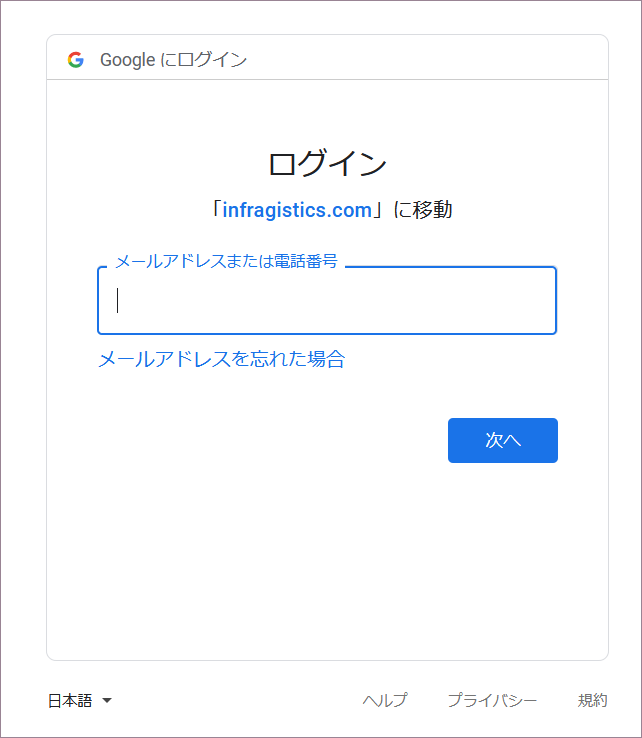 Google にログイン
ログイン
「infragistics.com」に移動
メールアドレスまたは電話番号
メールアドレスを忘れた場合
次へ
日本語 ヘルプ プライバシー 規約